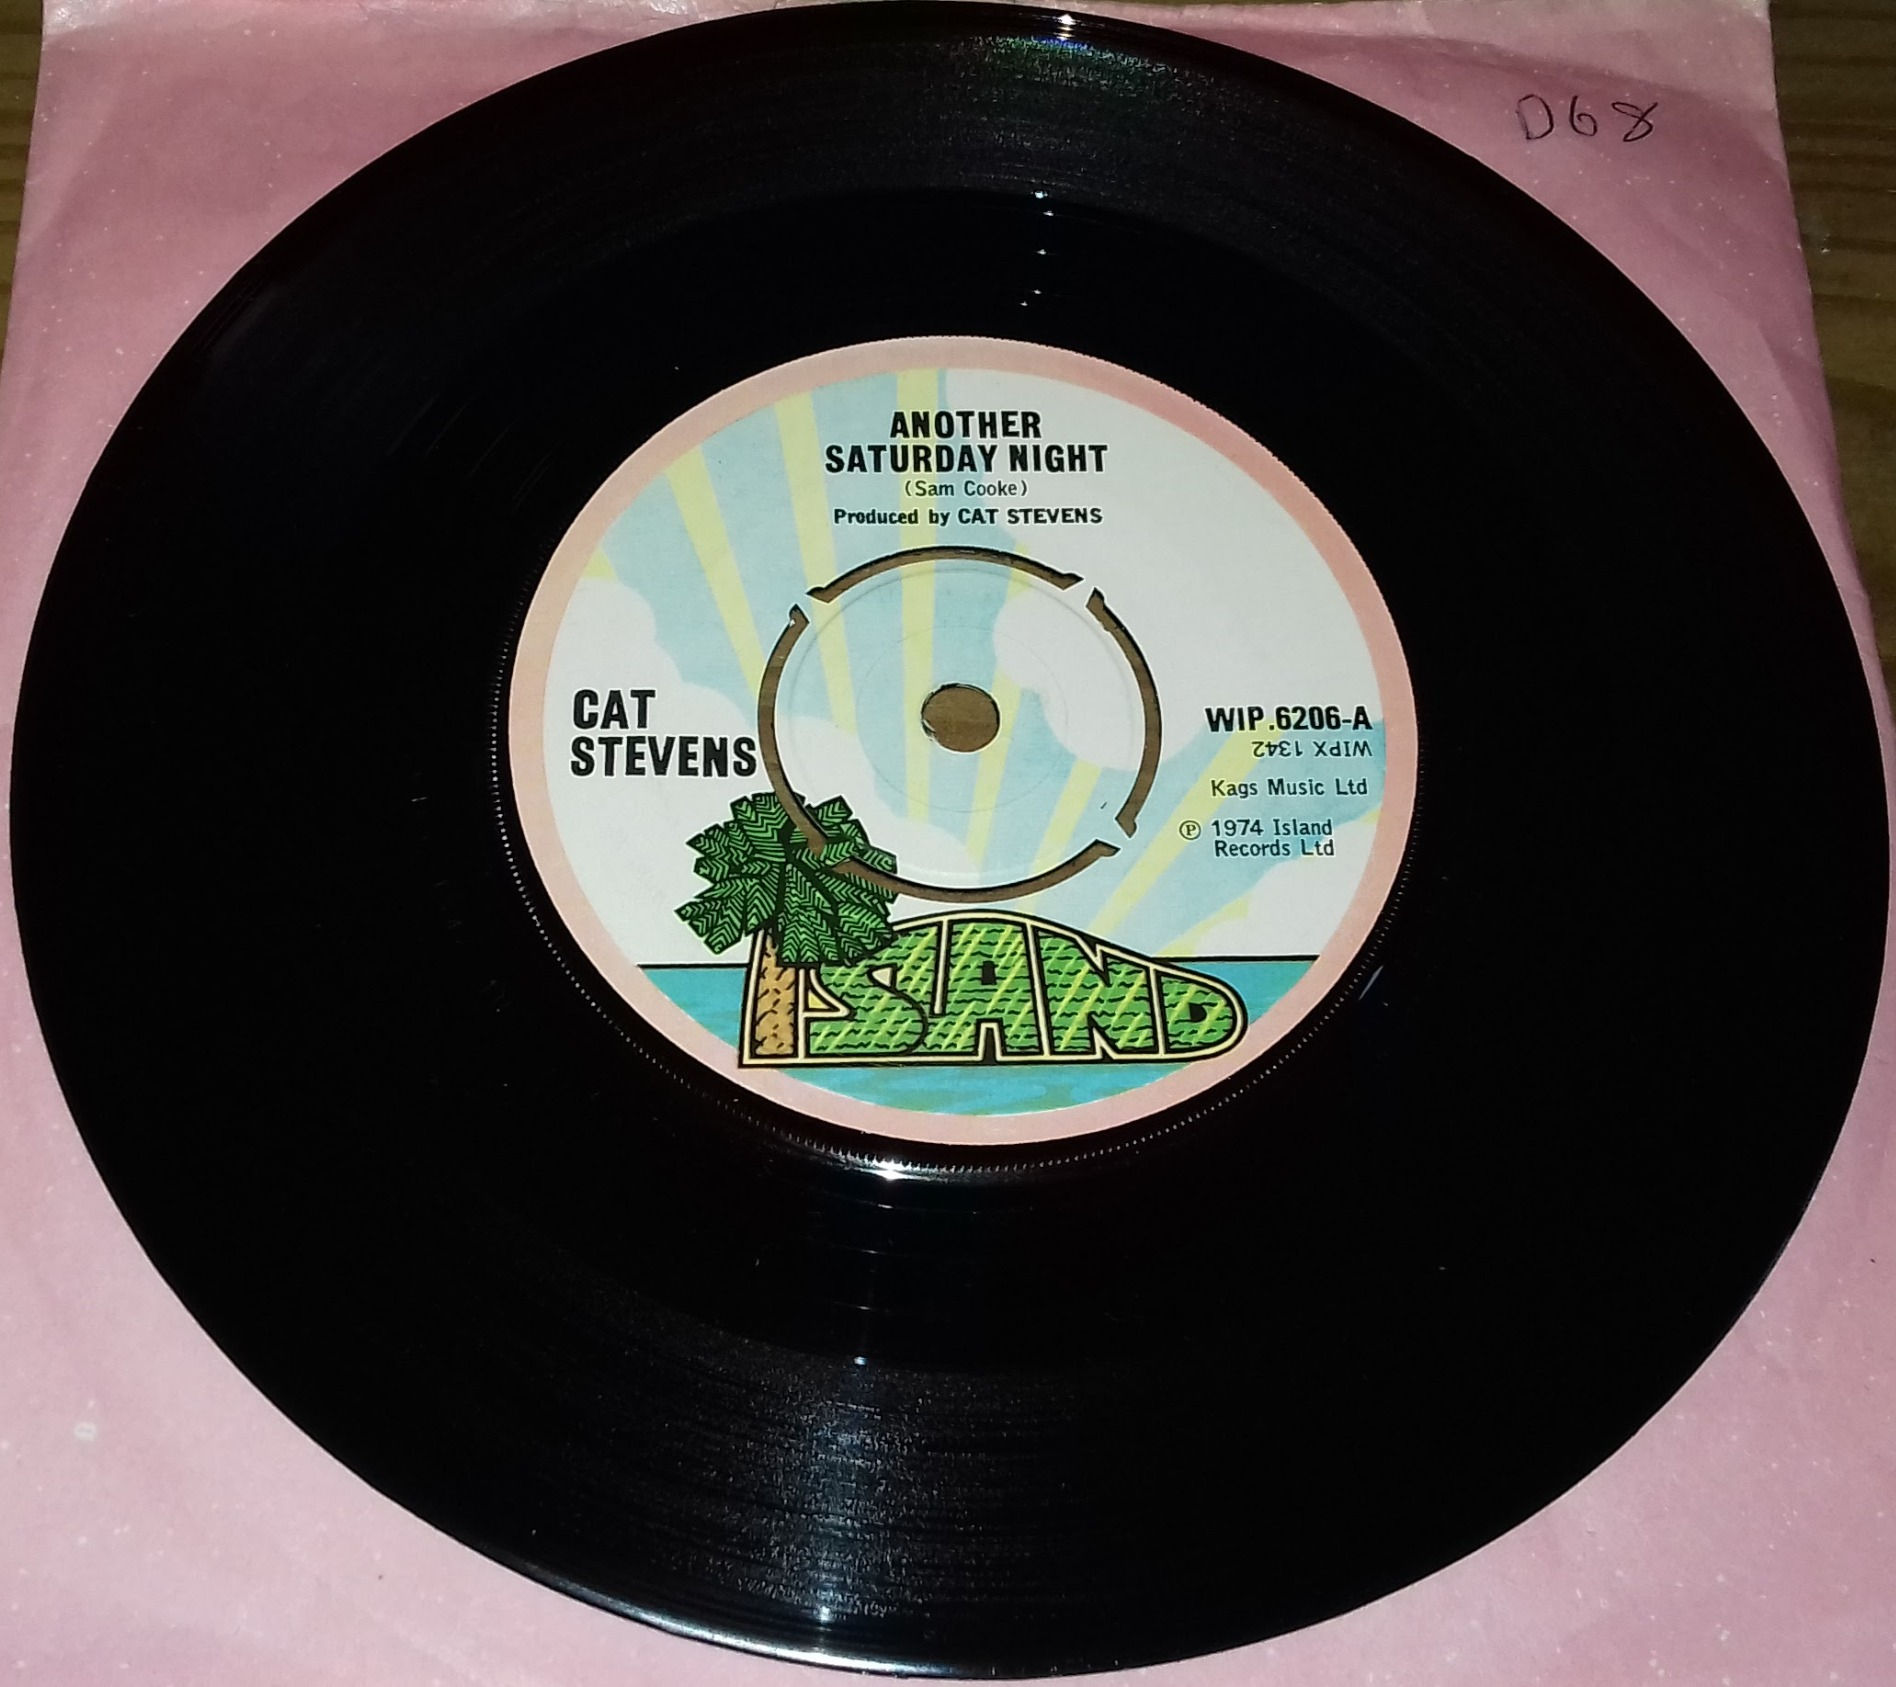 D68
ANOTHER
SATURDAY NIGHT
(Sam Cooke)
Produced by CAT STEVENS
CAT
STEVENS
WIP.6206-A
WIPX 1342
Kags Music Ltd
℗ 1974 Island
Records Ltd
ISLAND